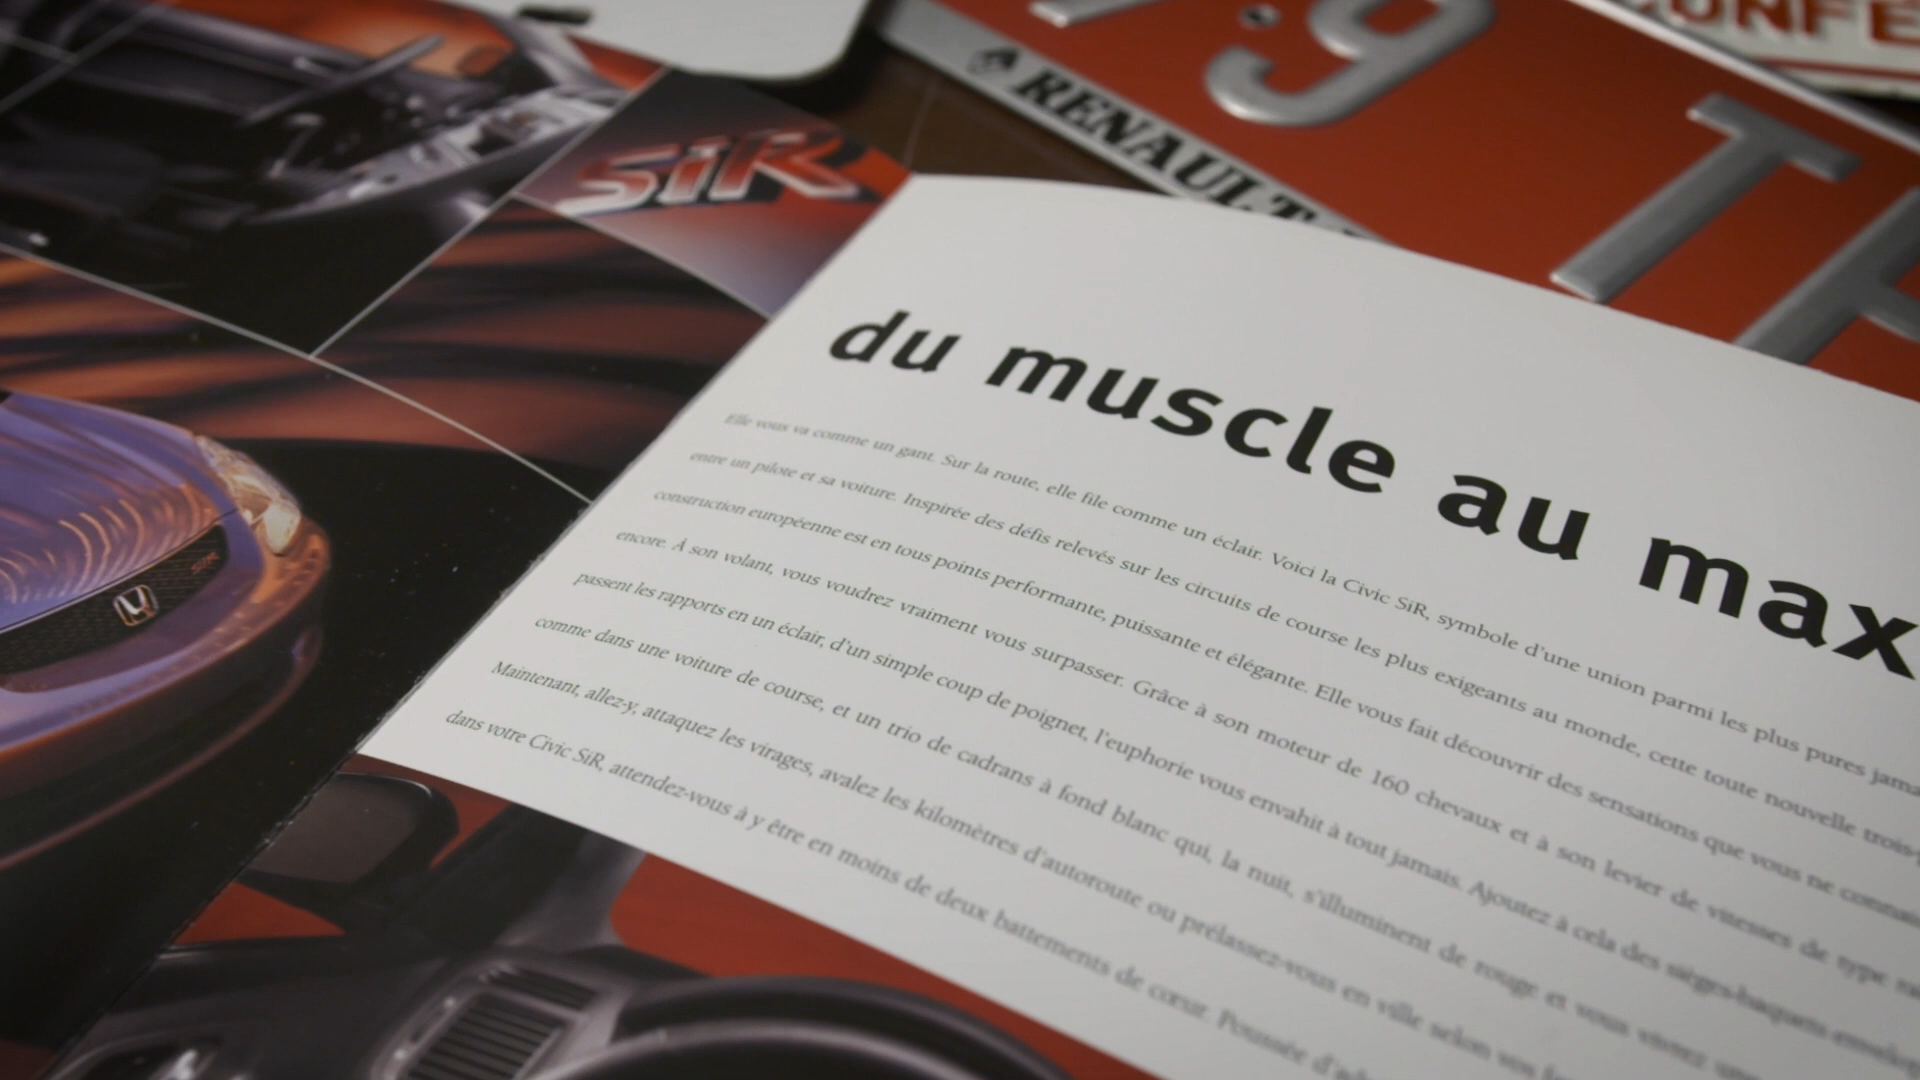 CONFE
7·9 T
RENAULT
SiR
du muscle au max
Elle vous va comme un gant. Sur la route, elle file comme un éclair. Voici la Civic SiR, symbole d'une union parmi les plus pures jama
entre un pilote et sa voiture. Inspirée des défis relevés sur les circuits de course les plus exigeants au monde, cette toute nouvelle trois-
construction européenne est en tous points performante, puissante et élégante. Elle vous fait découvrir des sensations que vous ne connai
encore. À son volant, vous voudrez vraiment vous surpasser. Grâce à son moteur de 160 chevaux et à son levier de vitesses de type
passent les rapports en un éclair, d'un simple coup de poignet, l'euphorie vous envahit à tout jamais. Ajoutez à cela des sièges-baquets
comme dans une voiture de course, et un trio de cadrans à fond blanc qui, la nuit, s'illuminent de rouge et vous vivrez
Maintenant, allez-y, attaquez les virages, avalez les kilomètres d'autoroute ou prélassez-vous en ville selon vos
dans votre Civic SiR, attendez-vous à y être en moins de deux battements de cœur. Poussée
SiR